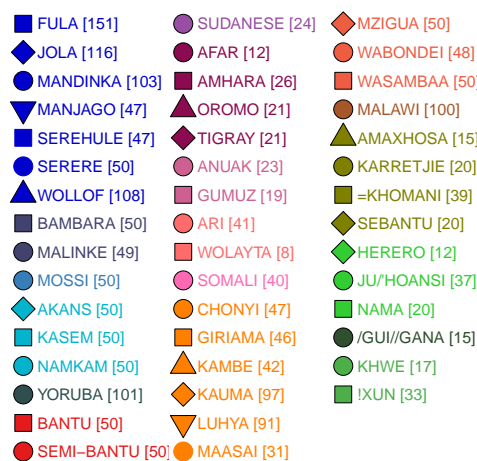 FULA [151]
JOLA [116]
MANDINKA [103]
MANJAGO [47]
SEREHULE [47]
SERERE [50]
WOLLOF [108]
BAMBARA [50]
MALINKE [49]
MOSSI [50]
AKANS [50]
KASEM [50]
NAMKAM [50]
YORUBA [101]
BANTU [50]
SEMI−BANTU [50]
SUDANESE [24]
AFAR [12]
AMHARA [26]
OROMO [21]
TIGRAY [21]
ANUAK [23]
GUMUZ [19]
ARI [41]
WOLAYTA [8]
SOMALI [40]
CHONYI [47]
GIRIAMA [46]
KAMBE [42]
KAUMA [97]
LUHYA [91]
MAASAI [31]
MZIGUA [50]
WABONDEI [48]
WASAMBAA [50]
MALAWI [100]
AMAXHOSA [15]
KARRETJIE [20]
=KHOMANI [39]
SEBANTU [20]
HERERO [12]
JU/'HOANSI [37]
NAMA [20]
/GUI//GANA [15]
KHWE [17]
!XUN [33]